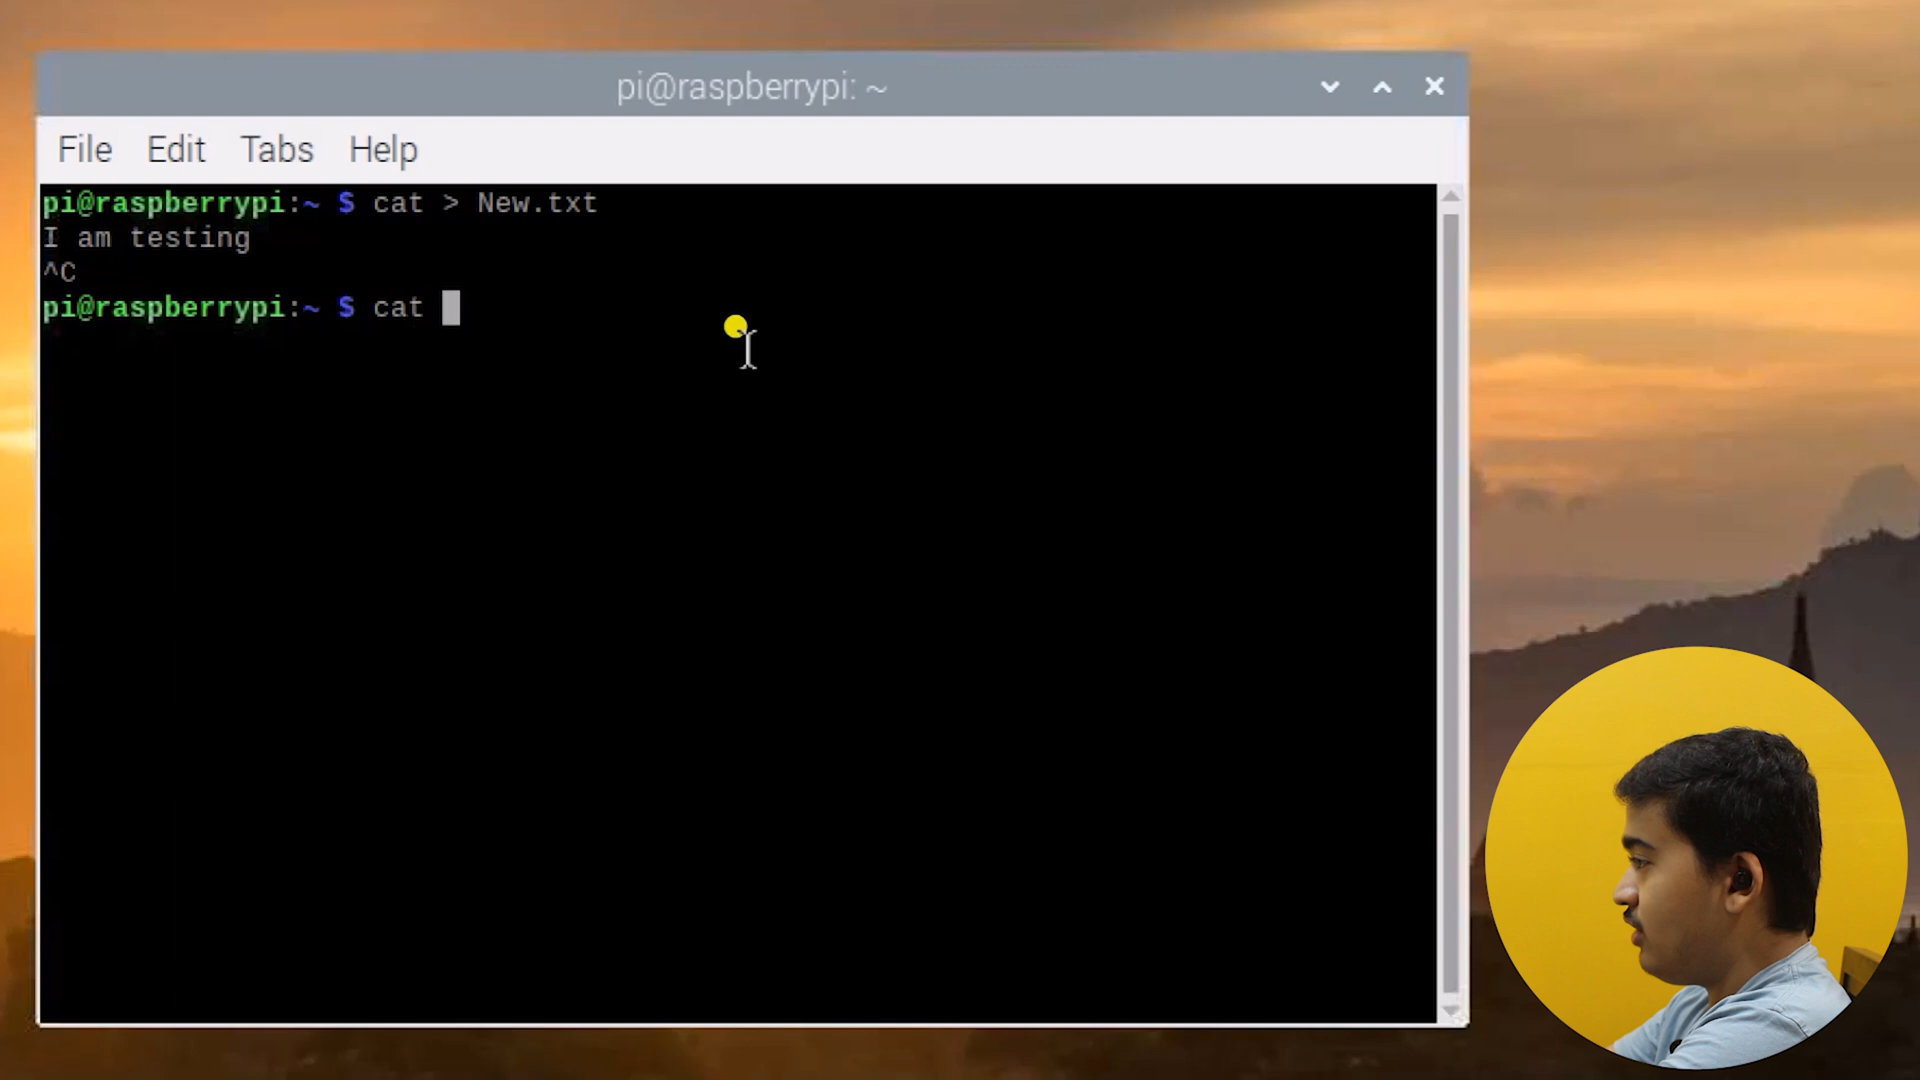 pi@raspberrypi: ~
File Edit Tabs Help
pi@raspberrypi:~ $ cat > New.txt
I am testing
^C
pi@raspberrypi:~ $ cat